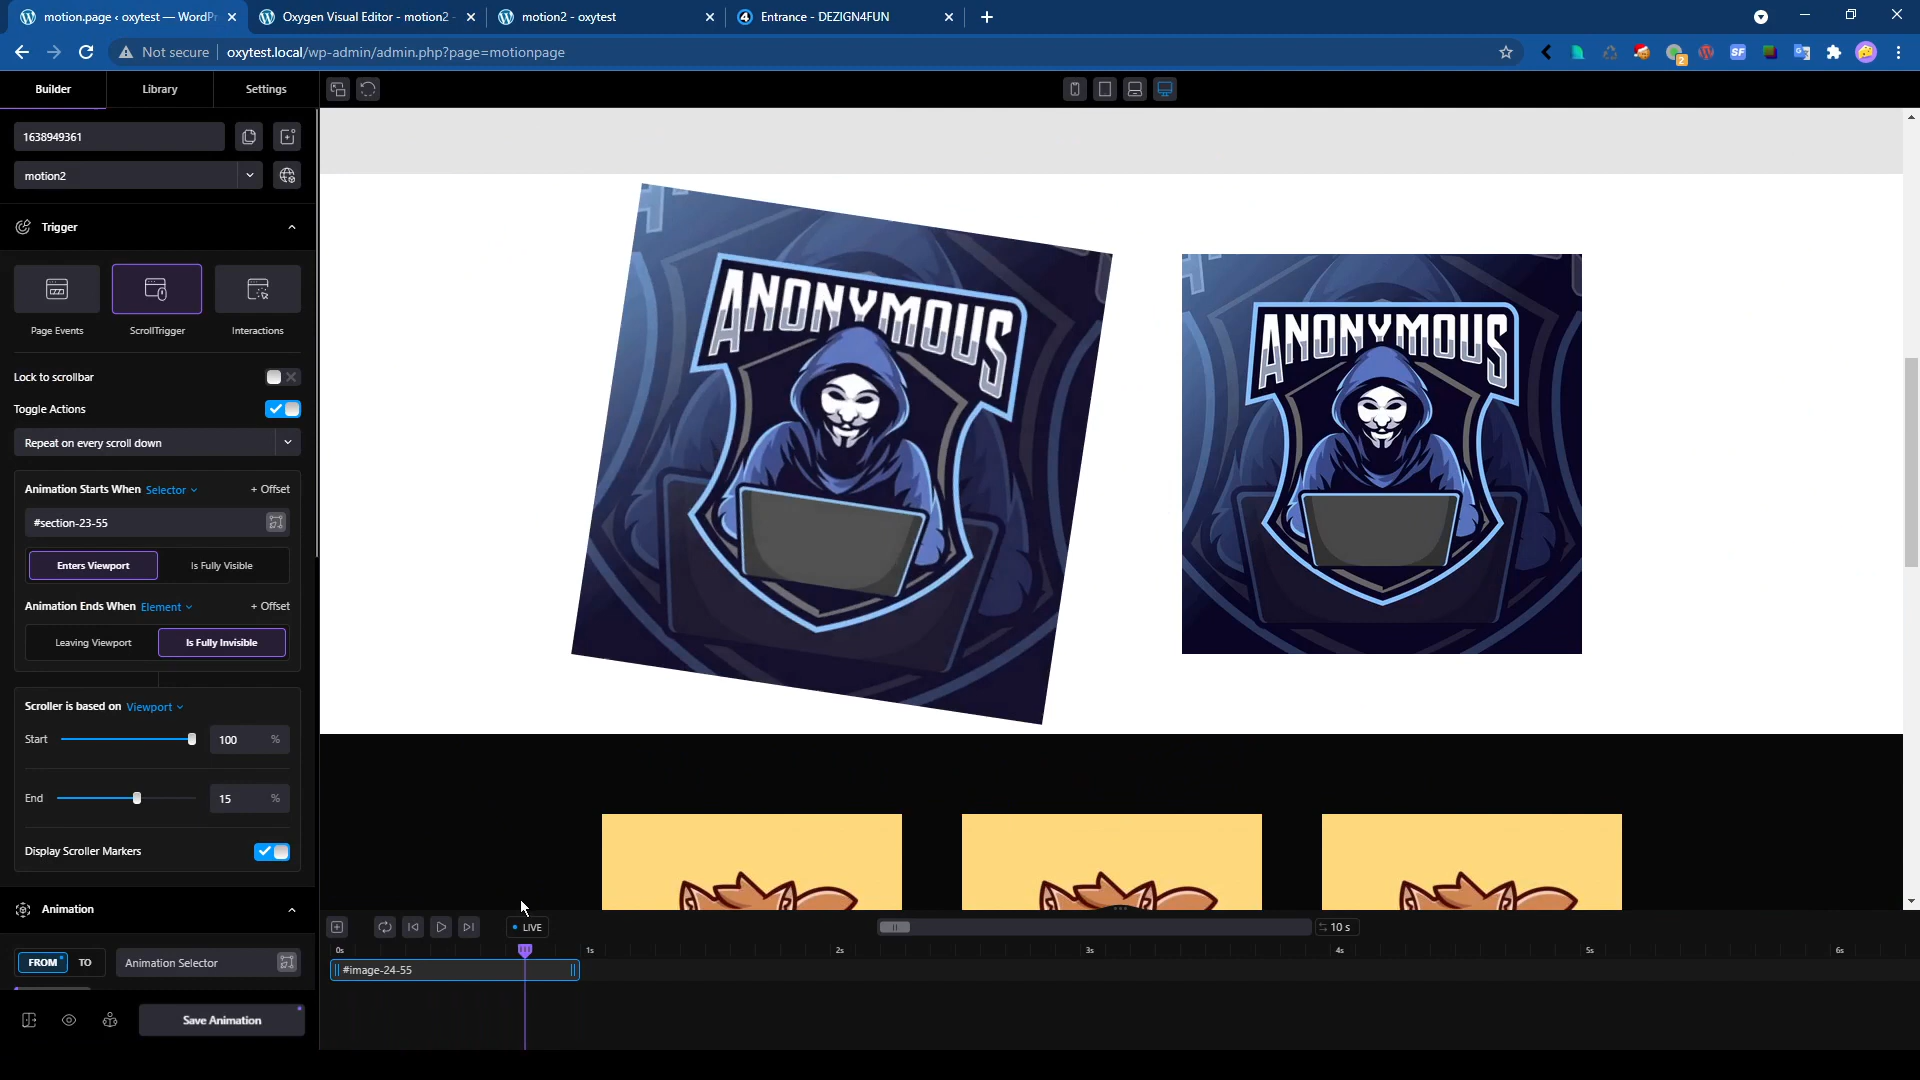 motion.page ‹ oxytest — WordPr
Oxygen Visual Editor - motion2 -
motion2 - oxytest
Entrance - DEZIGN4FUN
Not secure
oxytest.local/wp-admin/admin.php?page=motionpage
2
SF
Builder
Library
Settings
1638949361
motion2
Trigger
Page Events
ScrollTrigger
Interactions
Lock to scrollbar
Toggle Actions
Repeat on every scroll down
Animation Starts When Selector
+ Offset
#section-23-55
Enters Viewport
Is Fully Visible
Animation Ends When Element
+ Offset
Leaving Viewport
Is Fully Invisible
Scroller is based on Viewport
Start
100 %
End
15 %
Display Scroller Markers
Animation
FROM
TO
Animation Selector
Save Animation
ANONYMOUS
ANONYMOUS
LIVE
10 s
0s
1s
2s
3s
4s
5s
6s
#image-24-55